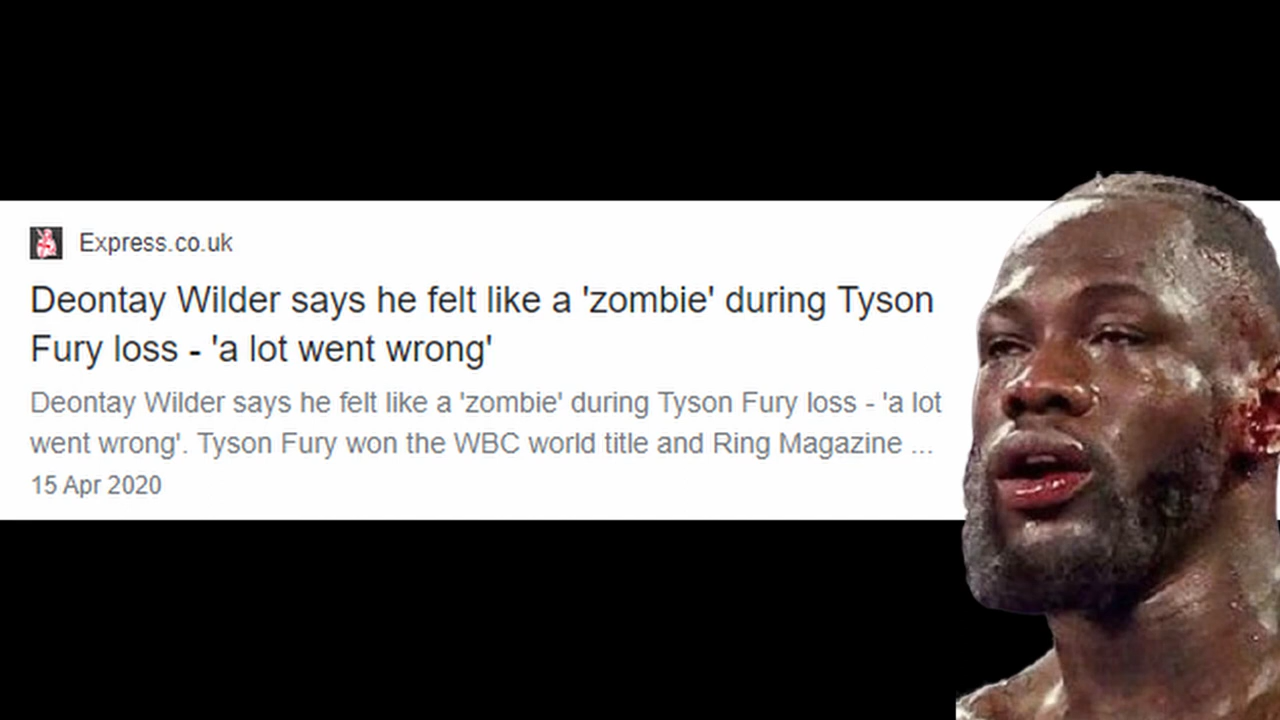 Express.co.uk
Deontay Wilder says he felt like a 'zombie' during Tyson
Fury loss - 'a lot went wrong'
Deontay Wilder says he felt like a 'zombie' during Tyson Fury loss - 'a lot
went wrong'. Tyson Fury won the WBC world title and Ring Magazine ...
15 Apr 2020